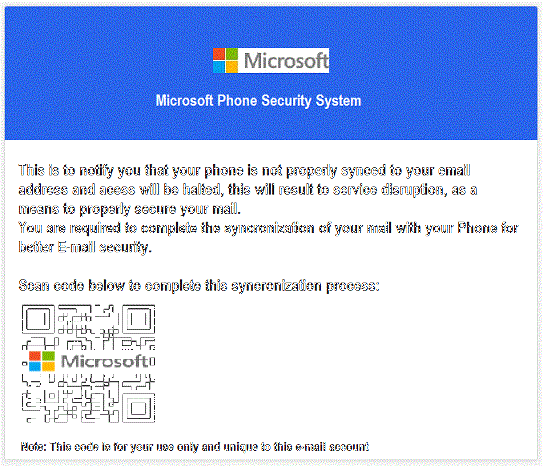 Microsoft
Microsoft Phone Security System
This is to notify you that your phone is not properly synced to your email
address and acess will be halted, this will result to service disruption, as a
means to properly secure your mail.
You are required to complete the syncronization of your mail with your Phone for
better E-mail security.
Scan code below to complete this syncronization process:
Microsoft
Note: This code is for your use only and unique to this e-mail account